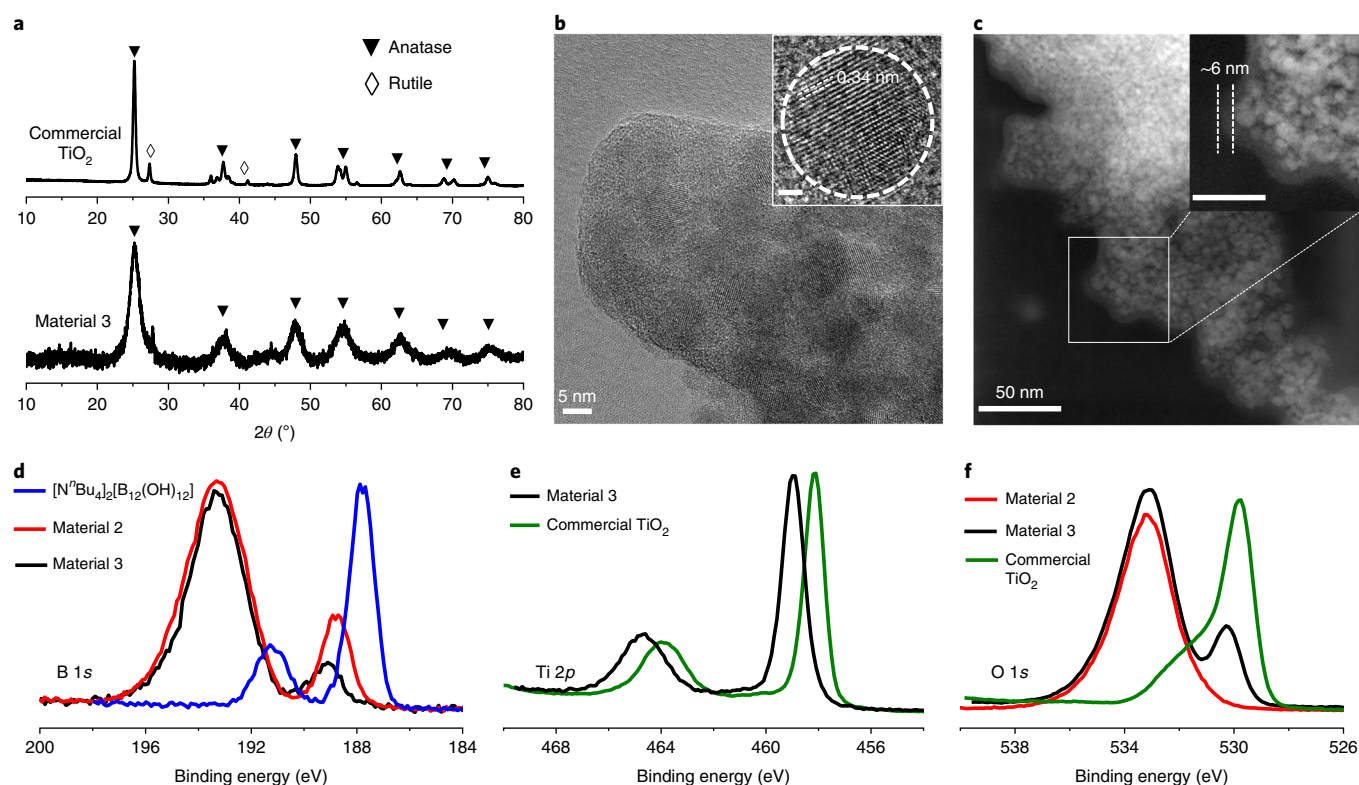 a
Anatase
Rutile
Commercial
TiO₂
10 20 30 40 50 60 70 80
Material 3
10 20 30 40 50 60 70 80
2θ (°)
b
0.34 nm
5 nm
c
~6 nm
50 nm
d
[NⁿBu₄]₂[B₁₂(OH)₁₂]
Material 2
Material 3
B 1s
200 196 192 188 184
Binding energy (eV)
e
Material 3
Commercial TiO₂
Ti 2p
468 464 460 456
Binding energy (eV)
f
Material 2
Material 3
Commercial
TiO₂
O 1s
538 534 530 526
Binding energy (eV)